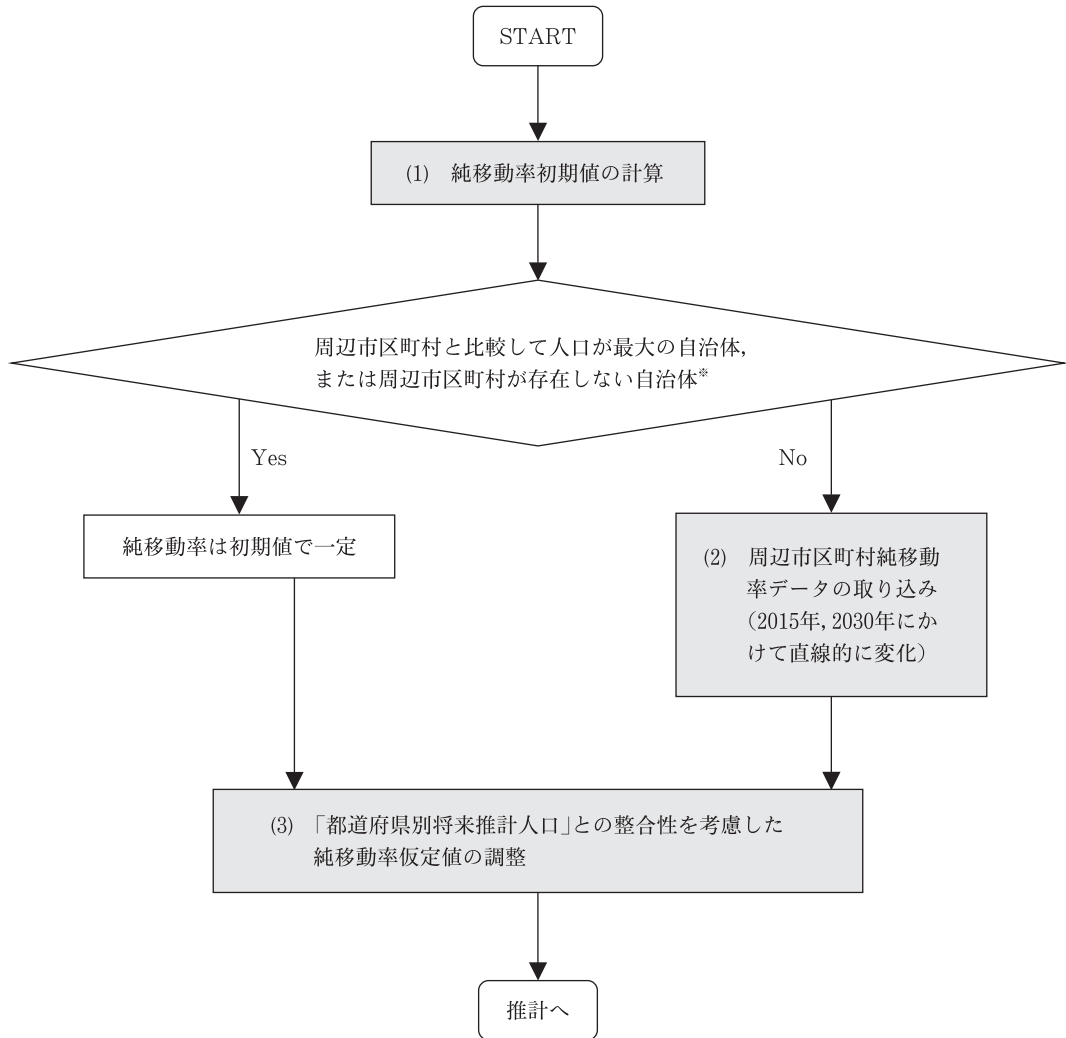 START
(1) 純移動率初期値の計算
周辺市区町村と比較して人口が最大の自治体，
または周辺市区町村が存在しない自治体※
Yes
No
純移動率は初期値で一定
(2) 周辺市区町村純移動
率データの取り込み
（2015年，2030年にか
けて直線的に変化）
(3) 「都道府県別将来推計人口」との整合性を考慮した
純移動率仮定値の調整
推計へ